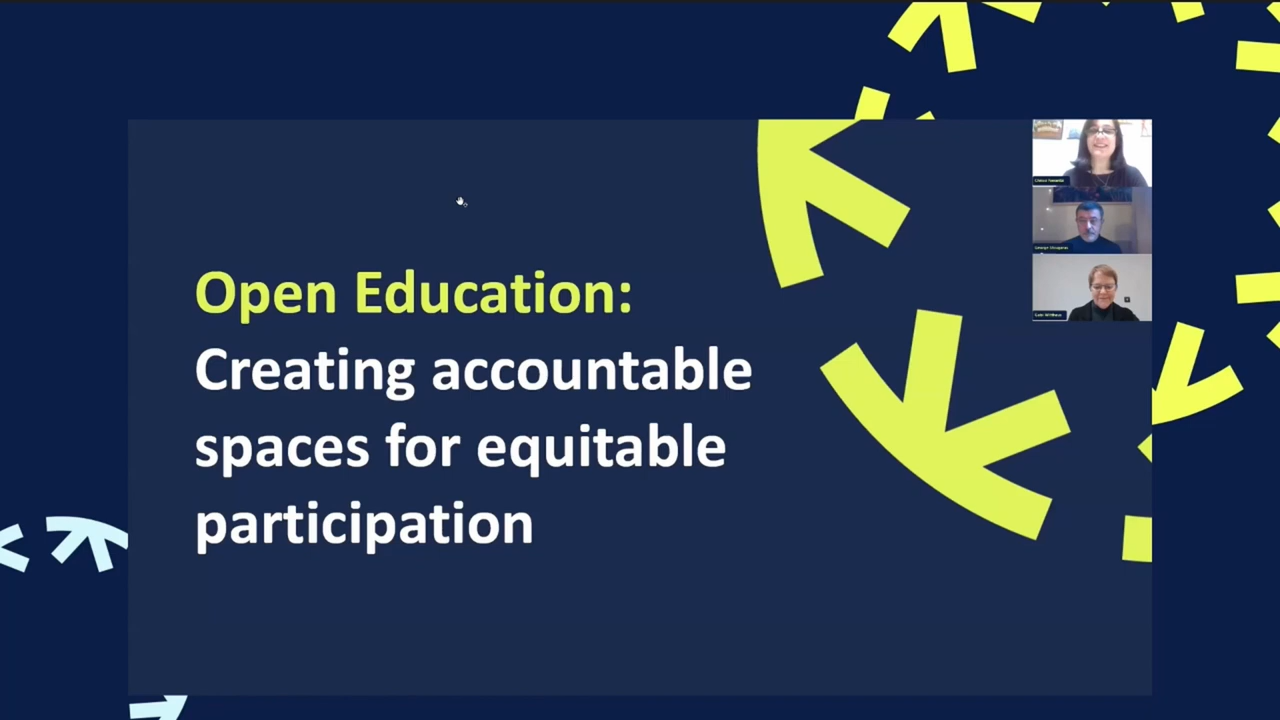 Open Education:
Creating accountable
spaces for equitable
participation